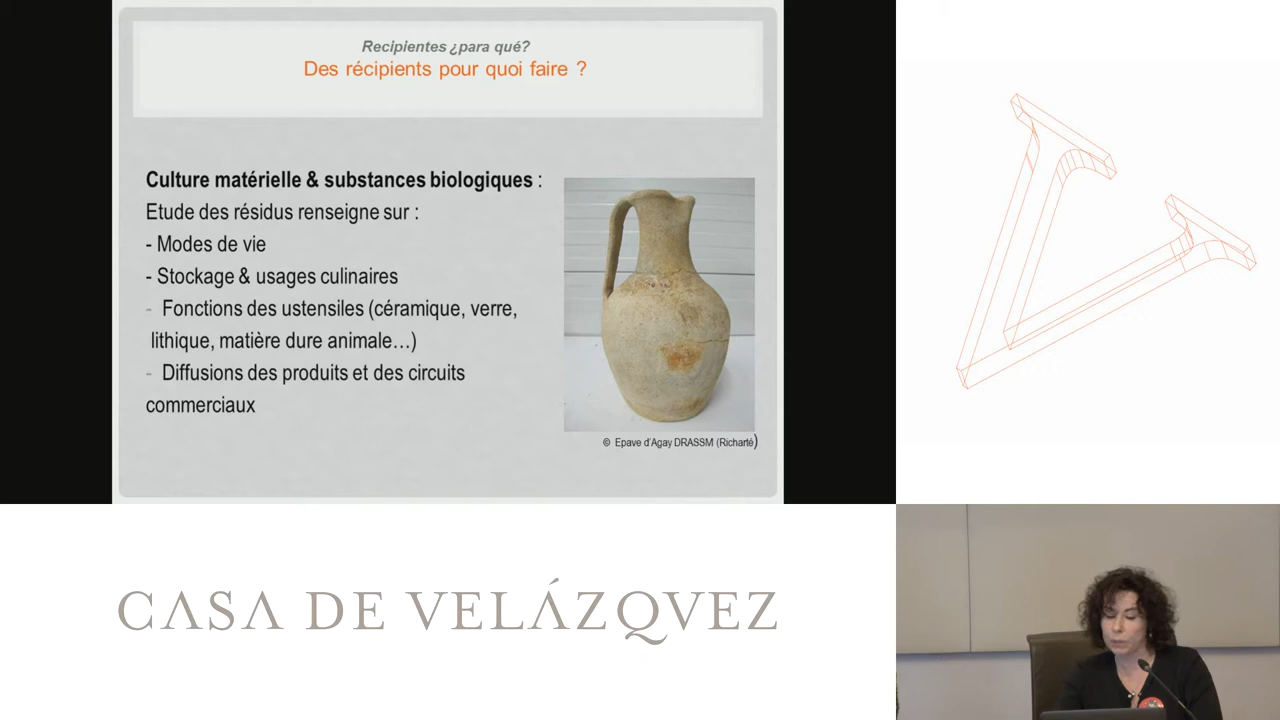 Recipientes ¿para qué?
Des récipients pour quoi faire ?
Culture matérielle & substances biologiques :
Etude des résidus renseigne sur :
- Modes de vie
- Stockage & usages culinaires
- Fonctions des ustensiles (céramique, verre,
lithique, matière dure animale…)
- Diffusions des produits et des circuits
commerciaux
© Epave d'Agay DRASSM (Richarté)
CASA DE VELÁZQVEZ